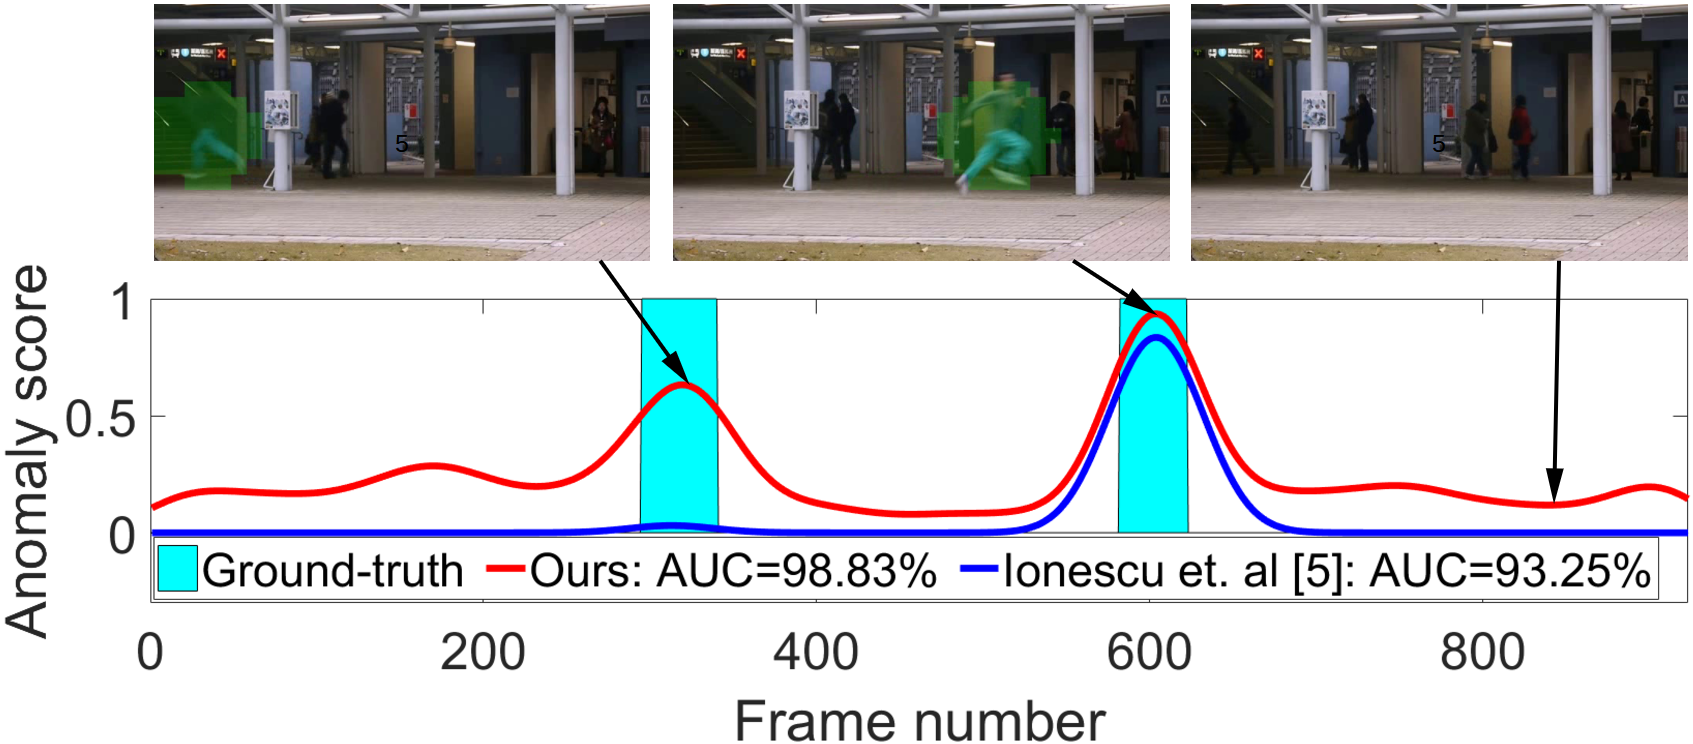 5
5
A
Anomaly score
1
0.5
0
Ground-truth Ours: AUC=98.83% Ionescu et. al [5]: AUC=93.25%
0 200 400 600 800
Frame number